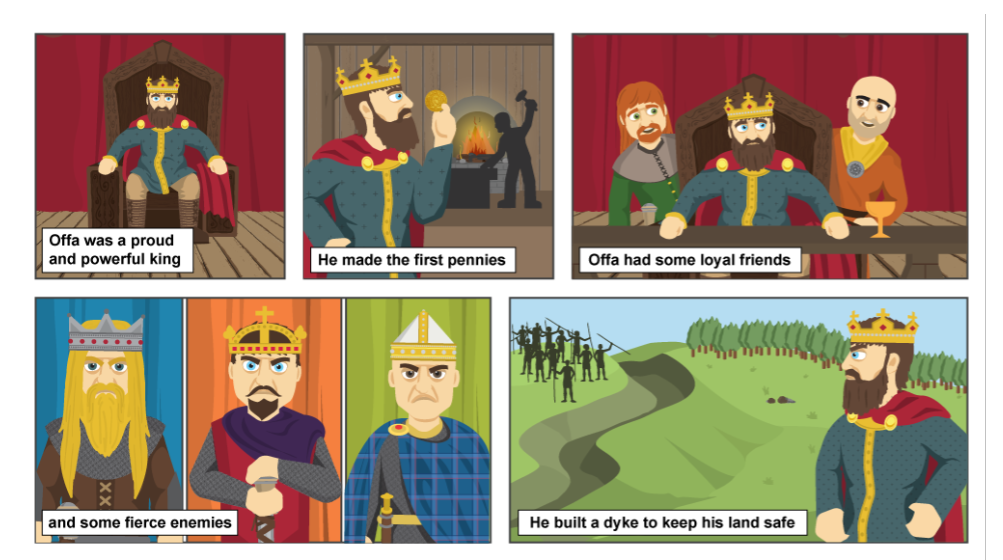 Offa was a proud
and powerful king
He made the first pennies
Offa had some loyal friends
and some fierce enemies
He built a dyke to keep his land safe